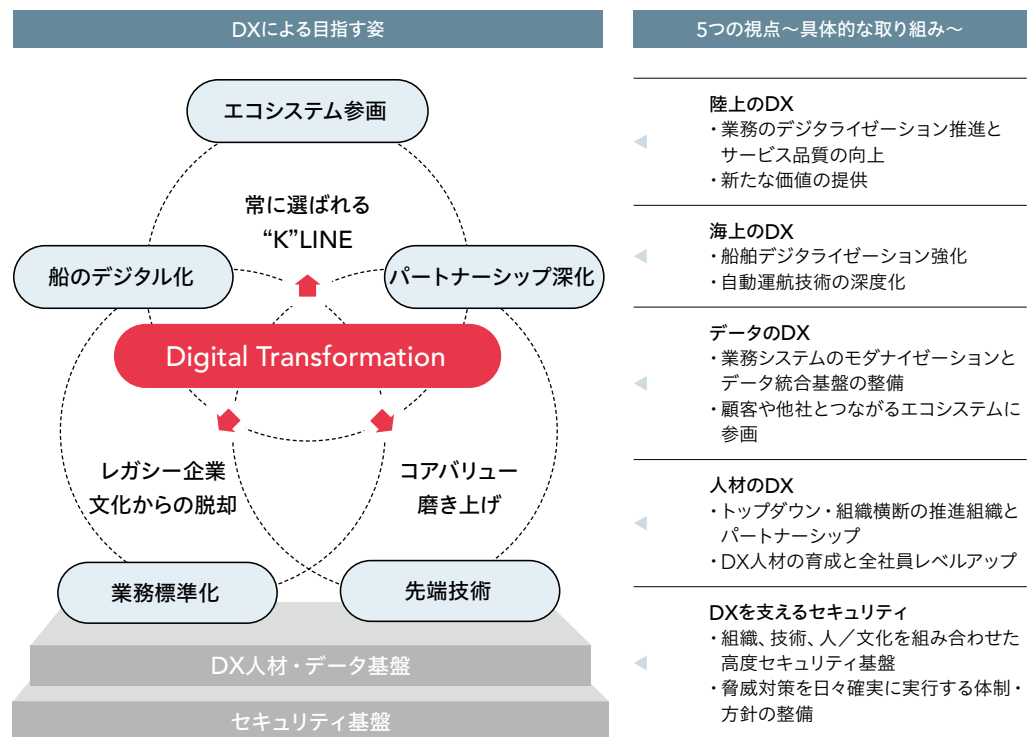 DXによる目指す姿
エコシステム参画
常に選ばれる
“K”LINE
船のデジタル化
パートナーシップ深化
Digital Transformation
レガシー企業
文化からの脱却
コアバリュー
磨き上げ
業務標準化
先端技術
DX人材・データ基盤
セキュリティ基盤
5つの視点～具体的な取り組み～
陸上のDX
・業務のデジタライゼーション推進と
サービス品質の向上
・新たな価値の提供
海上のDX
・船舶デジタライゼーション強化
・自動運航技術の深度化
データのDX
・業務システムのモダナイゼーションと
データ統合基盤の整備
・顧客や他社とつながるエコシステムに
参画
人材のDX
・トップダウン・組織横断の推進組織と
パートナーシップ
・DX人材の育成と全社員レベルアップ
DXを支えるセキュリティ
・組織、技術、人／文化を組み合わせた
高度セキュリティ基盤
・脅威対策を日々確実に実行する体制・
方針の整備